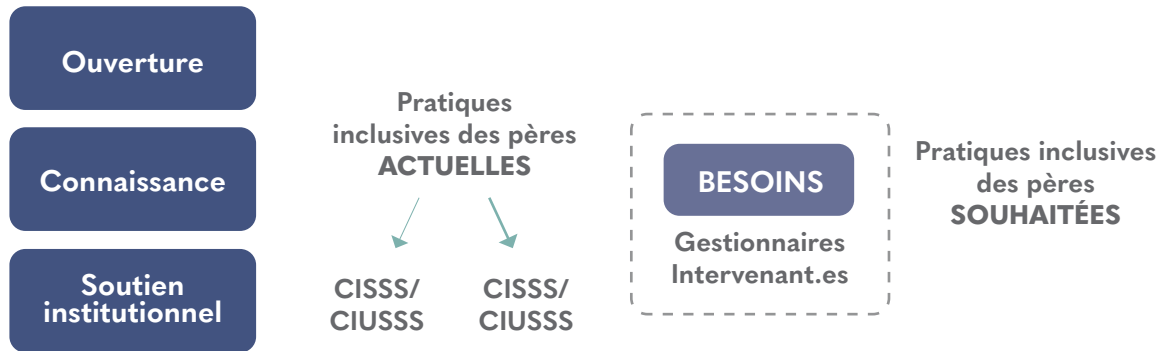 Ouverture
Connaissance
Soutien
institutionnel
Pratiques
inclusives des pères
ACTUELLES
CISSS/
CIUSSS
CISSS/
CIUSSS
BESOINS
Gestionnaires
Intervenant.es
Pratiques inclusives
des pères
SOUHAITÉES